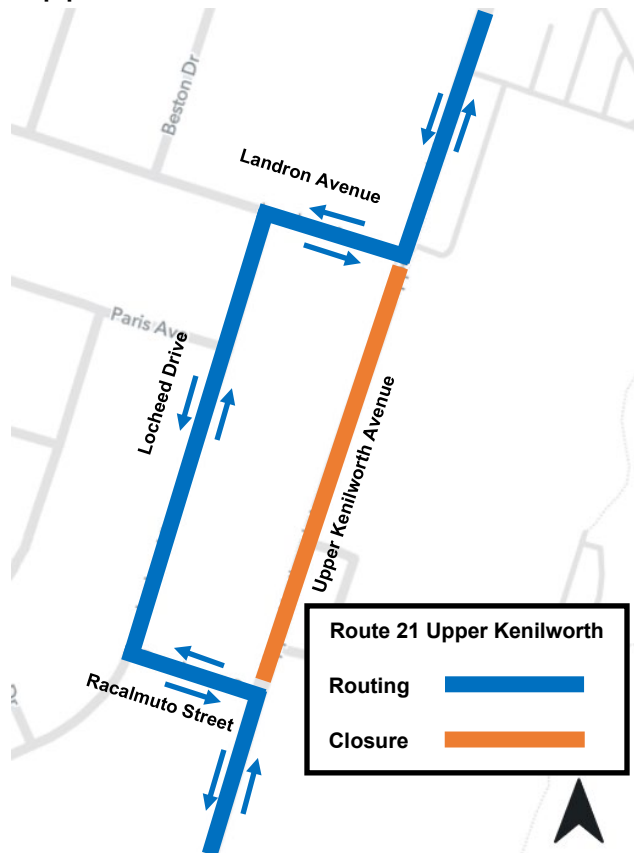 Beston Dr
Landron Avenue
Paris Ave
Locheed Drive
Upper Kenilworth Avenue
Racalmuto Street
Route 21 Upper Kenilworth
Routing
Closure